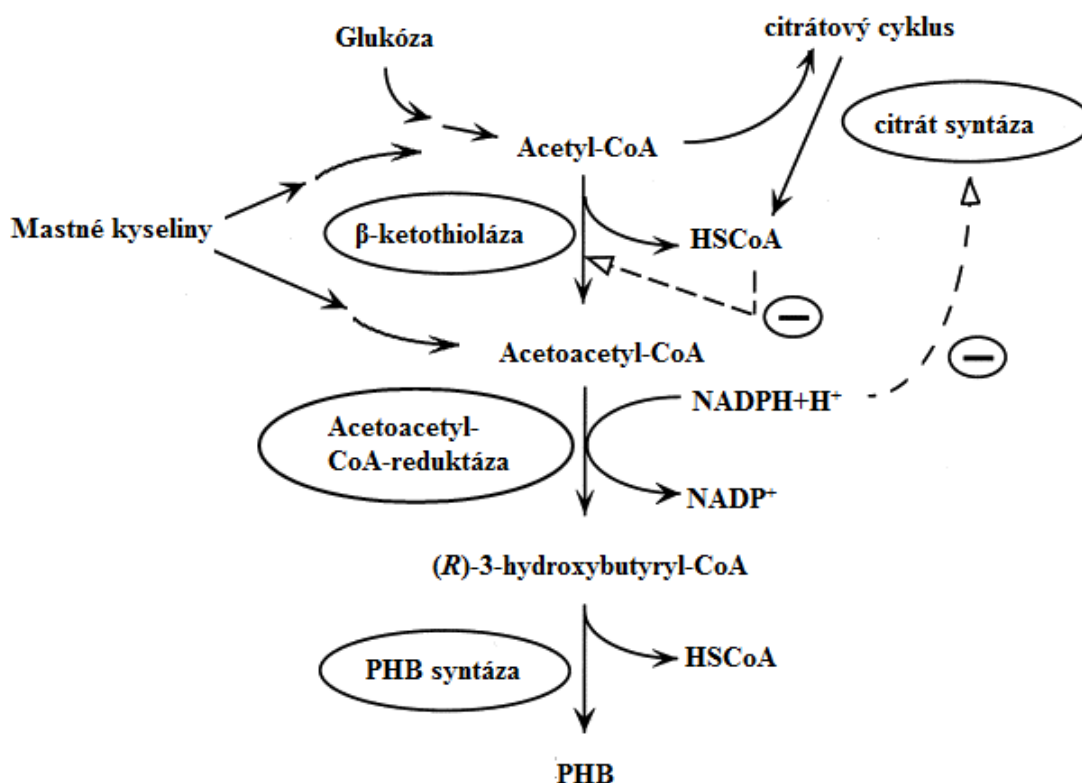 citrátový cyklus
Glukóza
citrát syntáza
Acetyl-CoA
Mastné kyseliny
β-ketothioláza
HSCoA
−
Acetoacetyl-CoA
−
NADPH+H⁺
Acetoacetyl-
CoA-reduktáza
NADP⁺
(R)-3-hydroxybutyryl-CoA
HSCoA
PHB syntáza
PHB